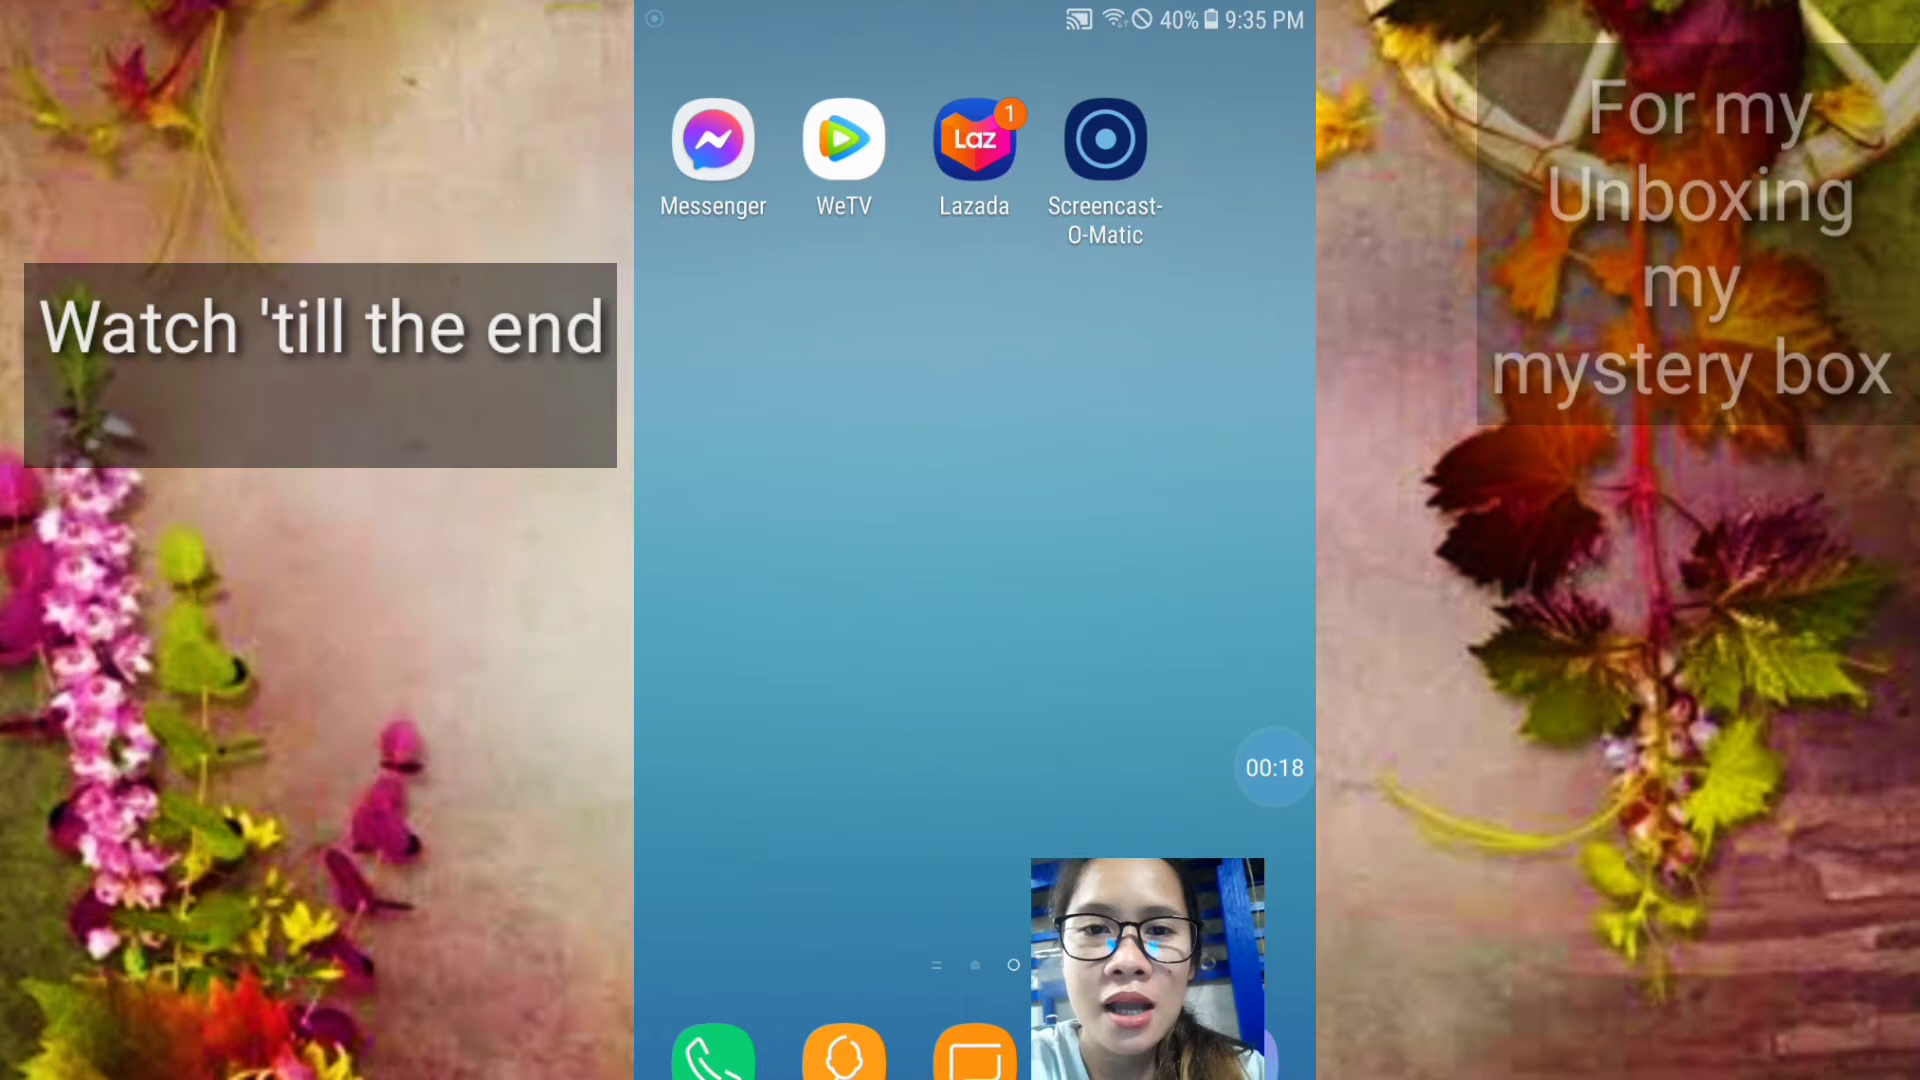 40% 9:35 PM
Laz
1
Messenger
WeTV
Lazada
Screencast-
O-Matic
Watch 'till the end
For my
Unboxing
my
mystery box
00:18